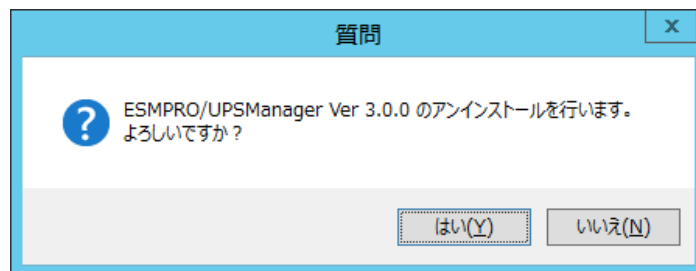 質問
x
?
ESMPRO/UPSManager Ver 3.0.0 のアンインストールを行います。
よろしいですか？
はい(Y)
いいえ(N)